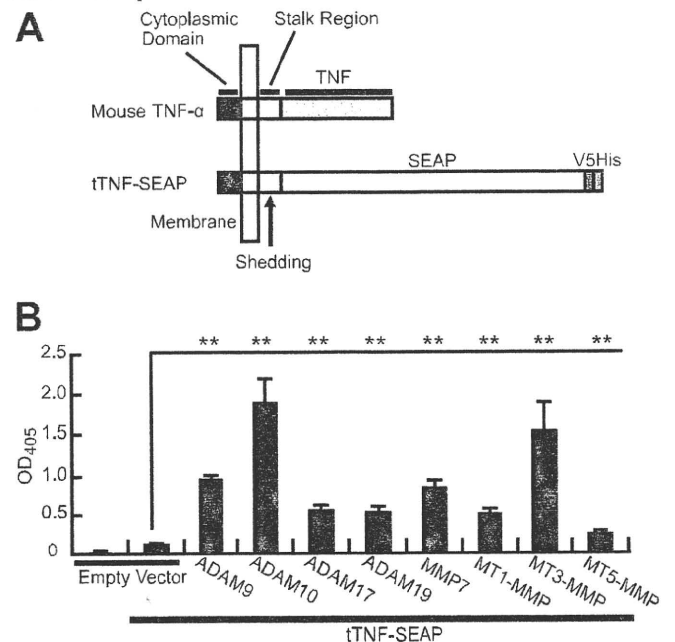 A
Cytoplasmic
Domain
Stalk Region
TNF
Mouse TNF-α
SEAP
V5His
tTNF-SEAP
Membrane
Shedding
B
** ** ** ** ** ** ** **
2.5
2.0
1.5
1.0
0.5
0
OD405
Empty Vector
ADAM9
ADAM10
ADAM17
ADAM19
MMP7
MT1-MMP
MT3-MMP
MT5-MMP
tTNF-SEAP